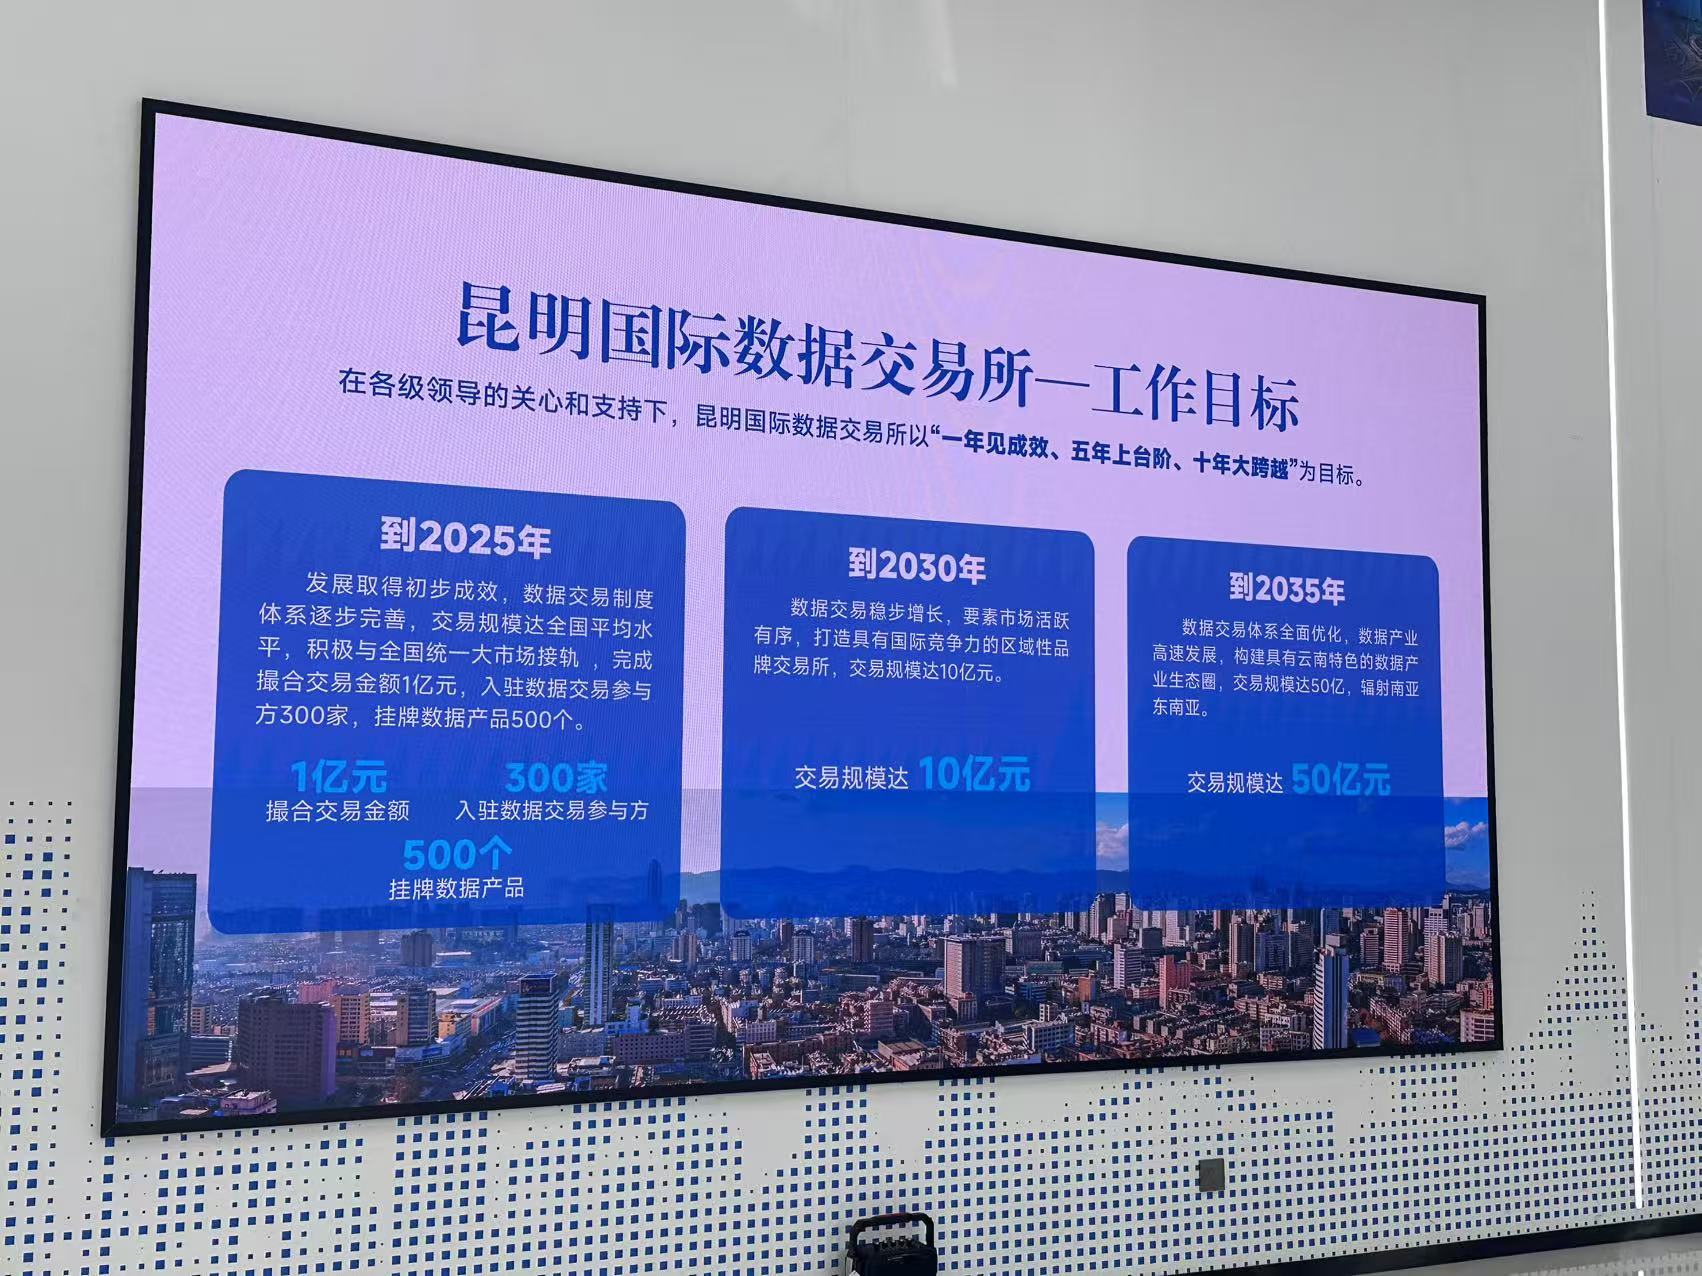 昆明国际数据交易所—工作目标
在各级领导的关心和支持下，昆明国际数据交易所以“一年见成效、五年上台阶、十年大跨越”为目标。
到2025年
发展取得初步成效，数据交易制度
体系逐步完善，交易规模达全国平均水
平，积极与全国统一大市场接轨 ，完成
撮合交易金额1亿元，入驻数据交易参与
方300家，挂牌数据产品500个。
1亿元
撮合交易金额
300家
入驻数据交易参与方
500个
挂牌数据产品
到2030年
数据交易稳步增长，要素市场活跃
有序，打造具有国际竞争力的区域性品
牌交易所，交易规模达10亿元。
交易规模达 10亿元
到2035年
数据交易体系全面优化，数据产业
高速发展，构建具有云南特色的数据产
业生态圈，交易规模达50亿，辐射南亚
东南亚。
交易规模达 50亿元